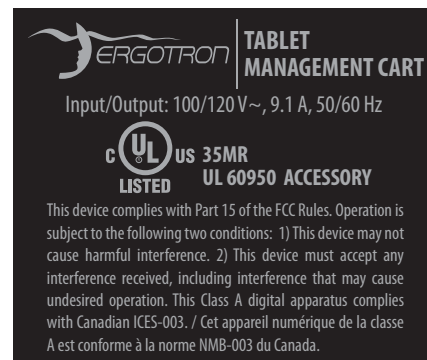 ERGOTRON
TABLET
MANAGEMENT CART
Input/Output: 100/120 V~, 9.1 A, 50/60 Hz
C UL US 35MR
LISTED UL 60950 ACCESSORY
This device complies with Part 15 of the FCC Rules. Operation is
subject to the following two conditions: 1) This device may not
cause harmful interference. 2) This device must accept any
interference received, including interference that may cause
undesired operation. This Class A digital apparatus complies
with Canadian ICES-003. / Cet appareil numérique de la classe
A est conforme à la norme NMB-003 du Canada.